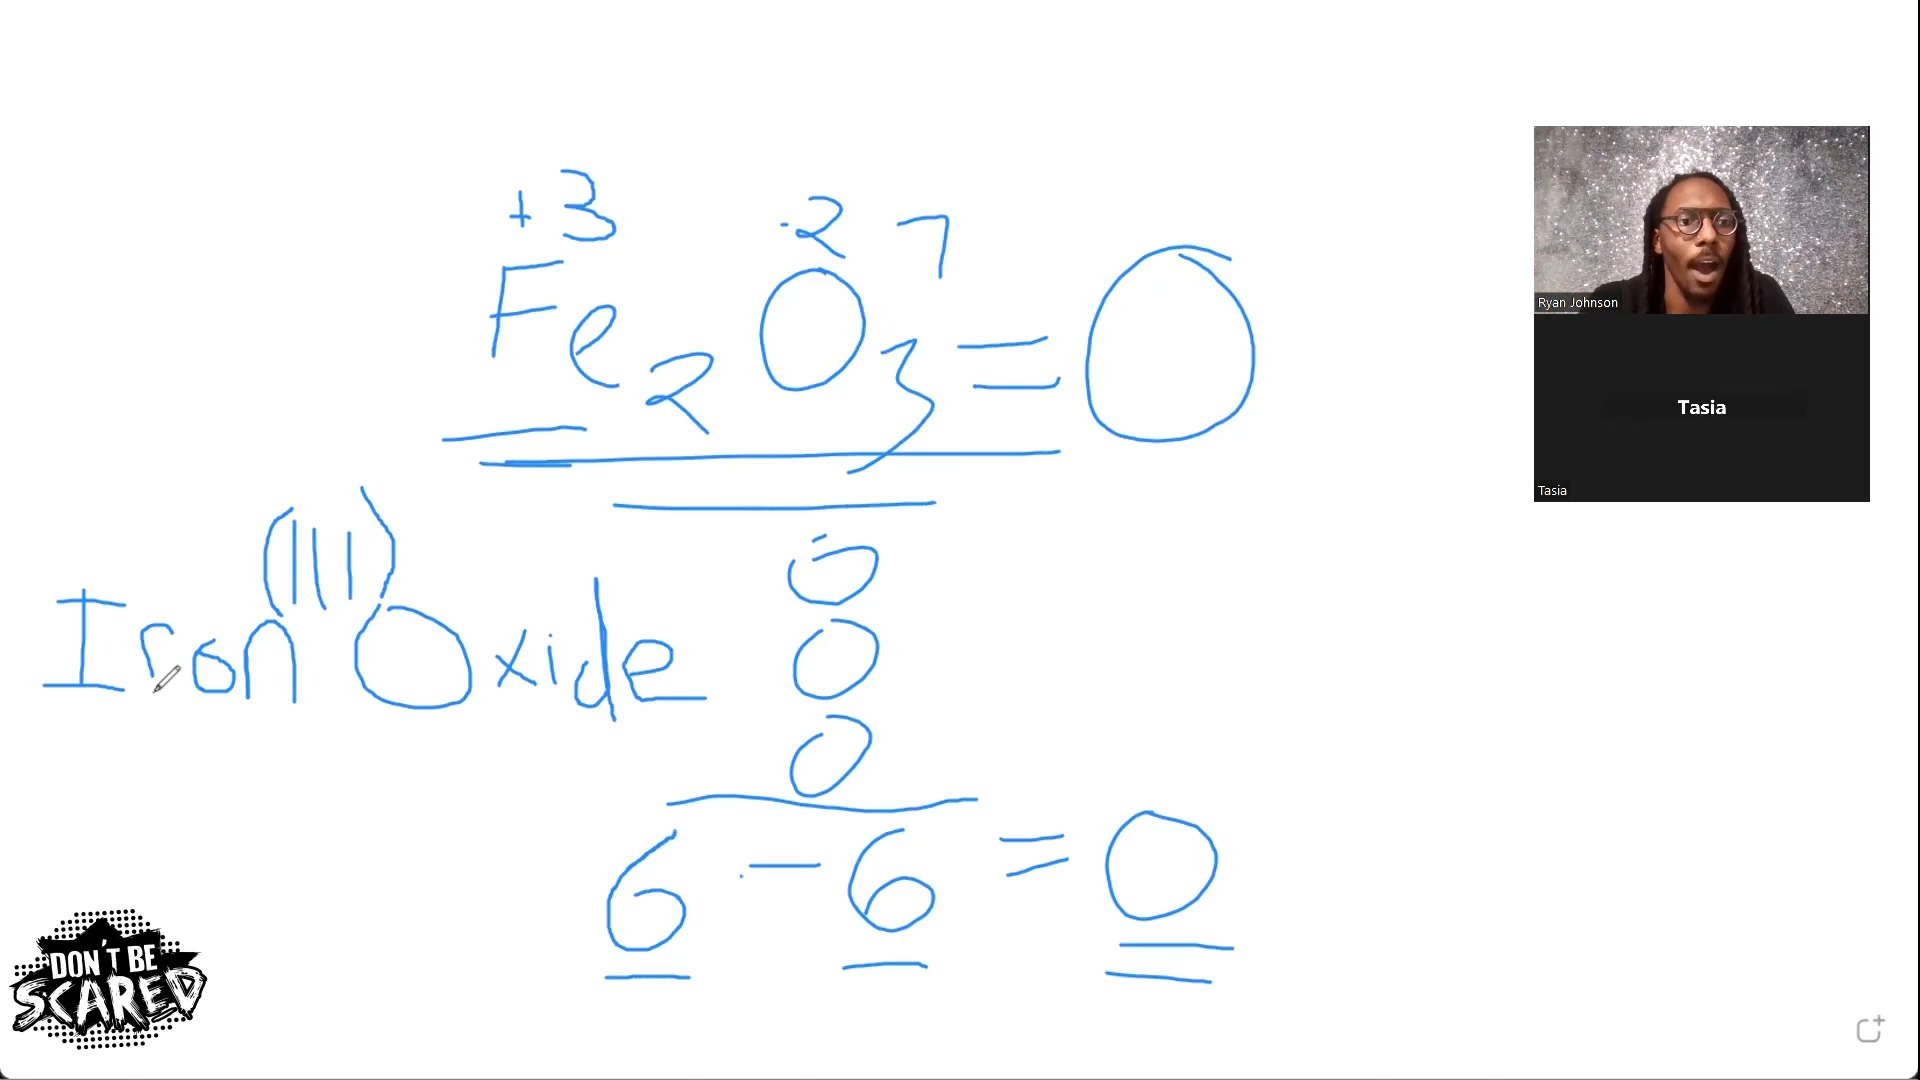 +3 -2 7
Fe2O3 = 0
(III)
Iron Oxide
O
O
O
6 - 6 = 0
Ryan Johnson
Tasia
Tasia
DON'T BE
SCARED